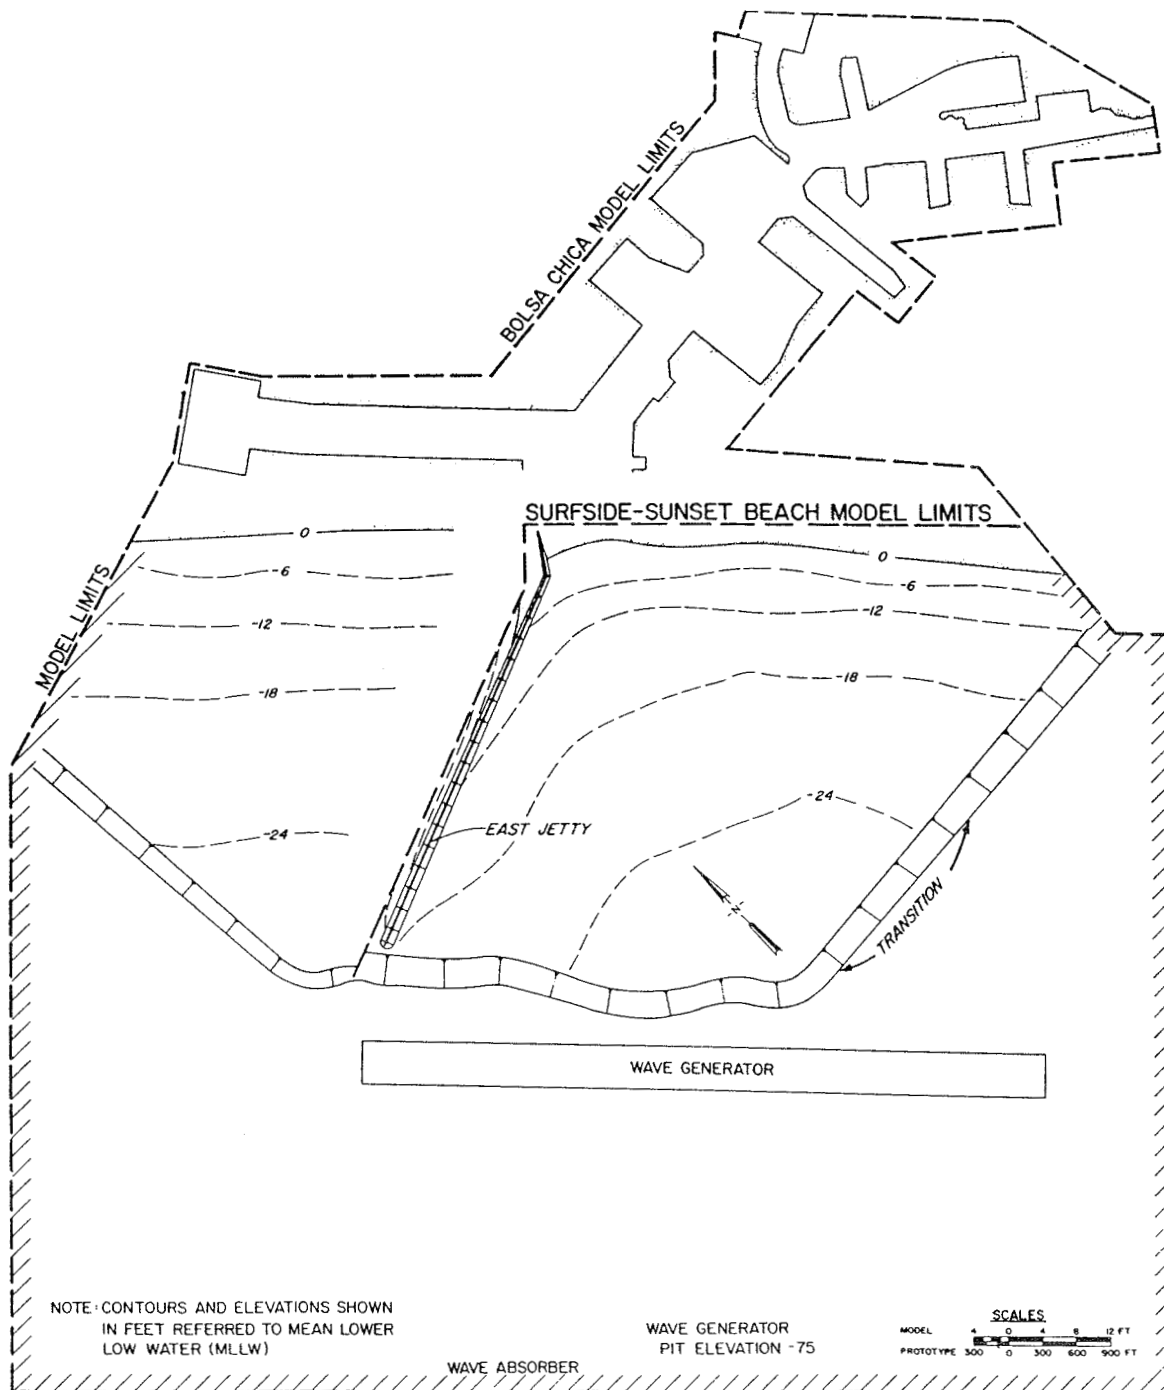 BOLSA CHICA MODEL LIMITS
SURFSIDE-SUNSET BEACH MODEL LIMITS
MODEL LIMITS
0
0
-6
-6
-12
-12
-18
-18
-24
-24
EAST JETTY
N
TRANSITION
WAVE GENERATOR
NOTE: CONTOURS AND ELEVATIONS SHOWN
IN FEET REFERRED TO MEAN LOWER
LOW WATER (MLLW)
WAVE GENERATOR
PIT ELEVATION -75
WAVE ABSORBER
SCALES
MODEL 4 0 4 8 12 FT
PROTOTYPE 300 0 300 600 900 FT